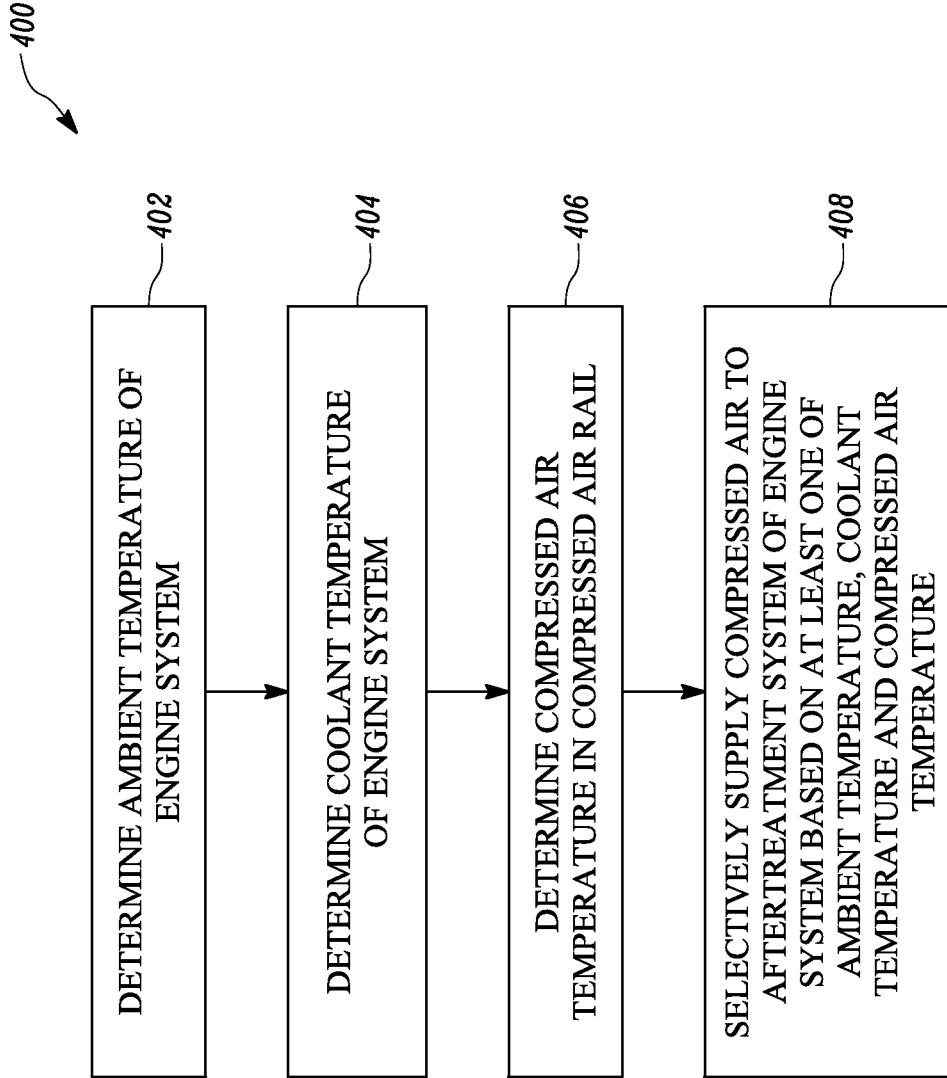 400
DETERMINE AMBIENT TEMPERATURE OF
ENGINE SYSTEM
402
DETERMINE COOLANT TEMPERATURE
OF ENGINE SYSTEM
404
DETERMINE COMPRESSED AIR
TEMPERATURE IN COMPRESSED AIR RAIL
406
SELECTIVELY SUPPLY COMPRESSED AIR TO
AFTERTREATMENT SYSTEM OF ENGINE
SYSTEM BASED ON AT LEAST ONE OF
AMBIENT TEMPERATURE, COOLANT
TEMPERATURE AND COMPRESSED AIR
TEMPERATURE
408